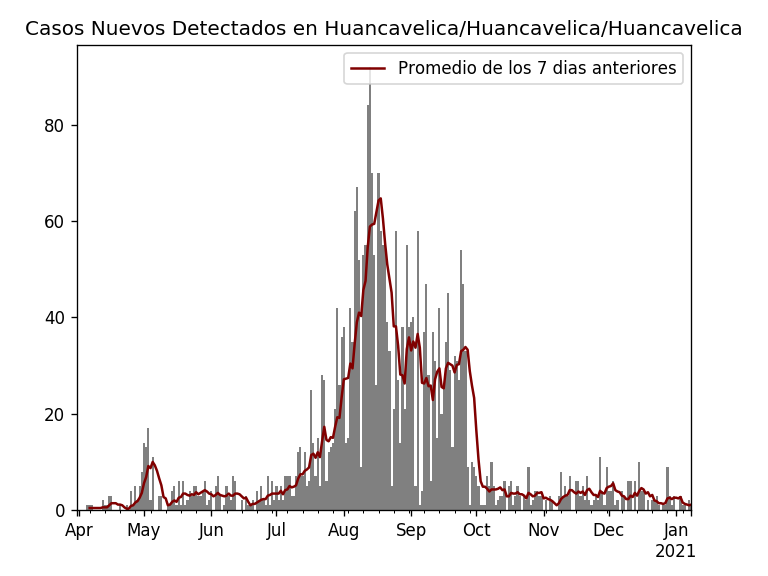 Casos Nuevos Detectados en Huancavelica/Huancavelica/Huancavelica
Promedio de los 7 dias anteriores
80
60
40
20
0
Apr May Jun Jul Aug Sep Oct Nov Dec Jan
2021